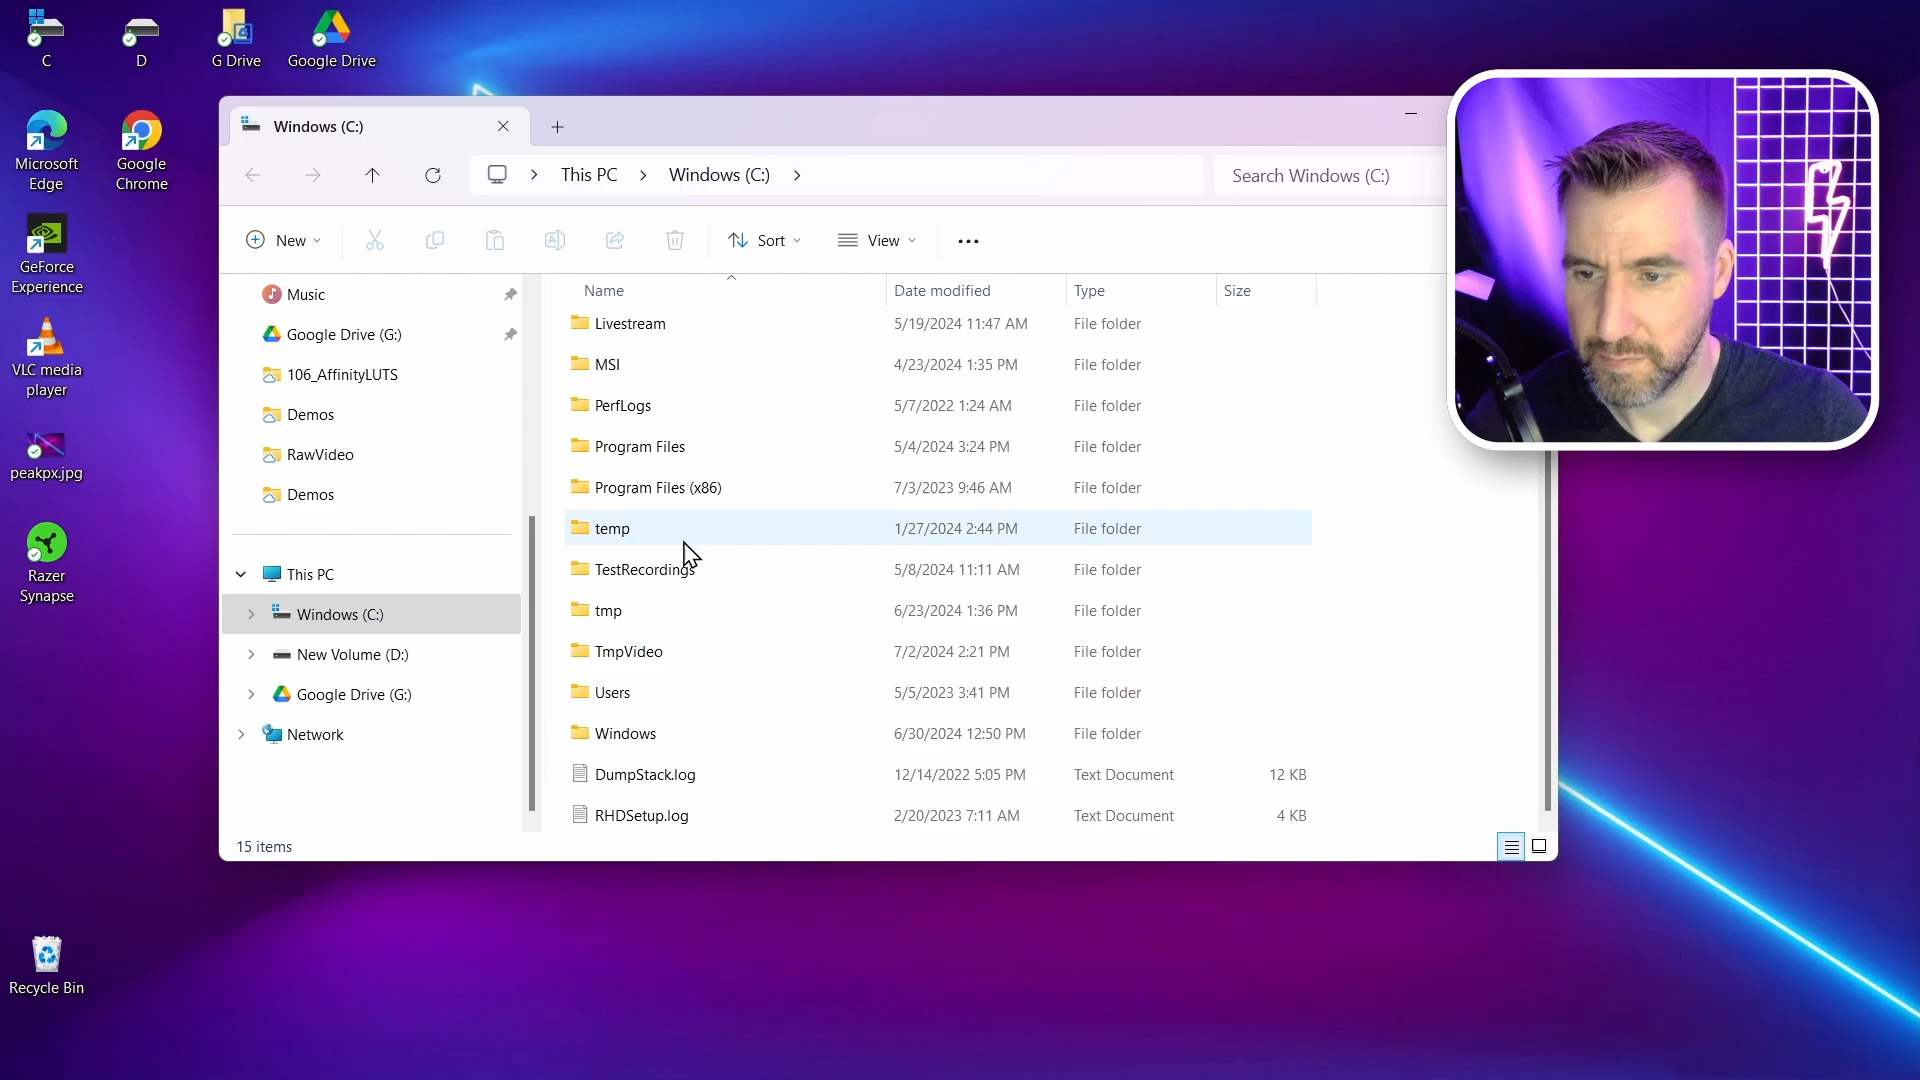 C
D
G Drive
Google Drive
Microsoft
Edge
Google
Chrome
GeForce
Experience
VLC media
player
peakpx.jpg
Razer
Synapse
Recycle Bin
Windows (C:)
This PC
Windows (C:)
Search Windows (C:)
New
Sort
View
Music
Google Drive (G:)
106_AffinityLUTS
Demos
RawVideo
Demos
This PC
Windows (C:)
New Volume (D:)
Google Drive (G:)
Network
Name Date modified Type Size
Livestream 5/19/2024 11:47 AM File folder
MSI 4/23/2024 1:35 PM File folder
PerfLogs 5/7/2022 1:24 AM File folder
Program Files 5/4/2024 3:24 PM File folder
Program Files (x86) 7/3/2023 9:46 AM File folder
temp 1/27/2024 2:44 PM File folder
TestRecordings 5/8/2024 11:11 AM File folder
tmp 6/23/2024 1:36 PM File folder
TmpVideo 7/2/2024 2:21 PM File folder
Users 5/5/2023 3:41 PM File folder
Windows 6/30/2024 12:50 PM File folder
DumpStack.log 12/14/2022 5:05 PM Text Document 12 KB
RHDSetup.log 2/20/2023 7:11 AM Text Document 4 KB
15 items